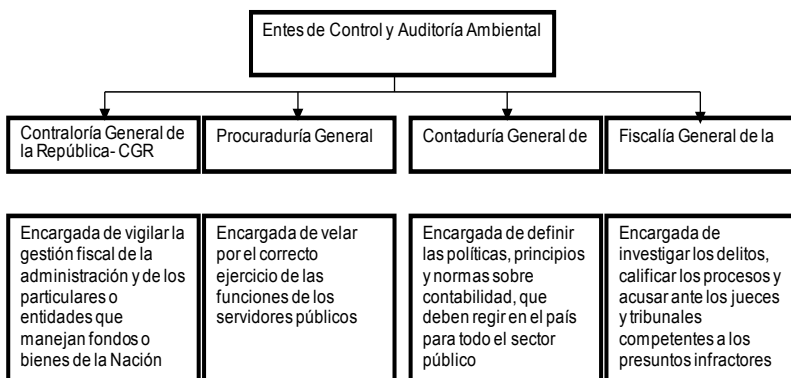 Entes de Control y Auditoría Ambiental
Contraloría General de
la República- CGR
Procuraduría General
Contaduría General de
Fiscalía General de la
Encargada de vigilar la
gestión fiscal de la
administración y de los
particulares o
entidades que
manejan fondos o
bienes de la Nación
Encargada de velar
por el correcto
ejercicio de las
funciones de los
servidores públicos
Encargada de definir
las políticas, principios
y normas sobre
contabilidad, que
deben regir en el país
para todo el sector
público
Encargada de
investigar los delitos,
calificar los procesos y
acusar ante los jueces
y tribunales
competentes a los
presuntos infractores